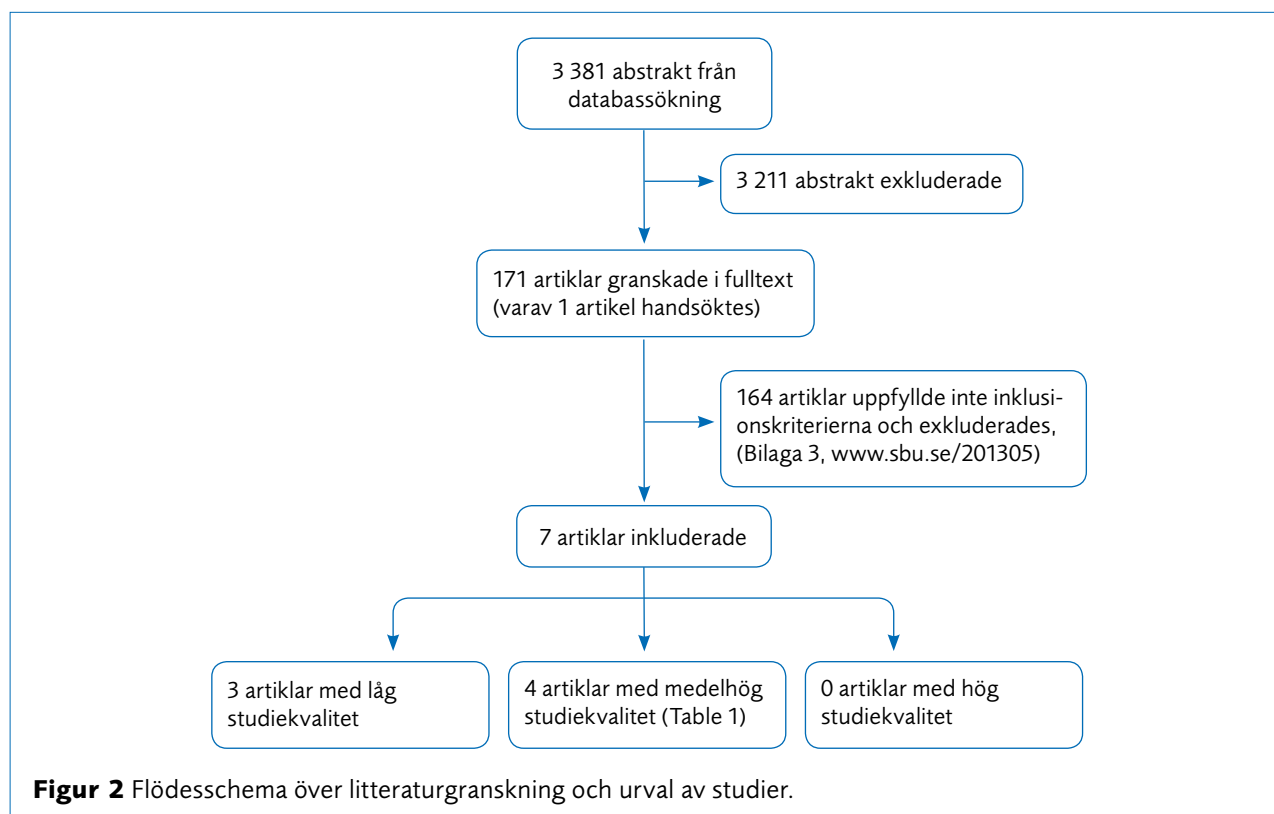 3 381 abstrakt från
databassökning
3 211 abstrakt exkluderade
171 artiklar granskade i fulltext
(varav 1 artikel handsöktes)
164 artiklar uppfyllde inte inklusi-
onskriterierna och exkluderades,
(Bilaga 3, www.sbu.se/201305)
7 artiklar inkluderade
3 artiklar med låg
studiekvalitet
4 artiklar med medelhög
studiekvalitet (Table 1)
0 artiklar med hög
studiekvalitet
Figur 2 Flödesschema över litteraturgranskning och urval av studier.